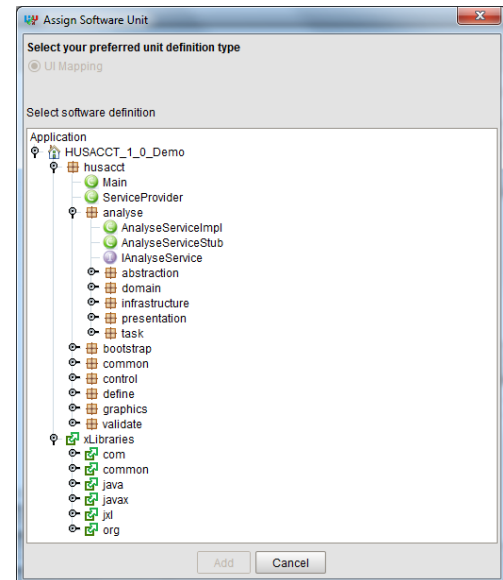 Assign Software Unit
Select your preferred unit definition type
UI Mapping
Select software definition
Application
HUSACCT_1_0_Demo
husacct
Main
ServiceProvider
analyse
AnalyseServiceImpl
AnalyseServiceStub
IAnalyseService
abstraction
domain
infrastructure
presentation
task
bootstrap
common
control
define
graphics
validate
xLibraries
com
common
java
javax
jxl
org
Add Cancel